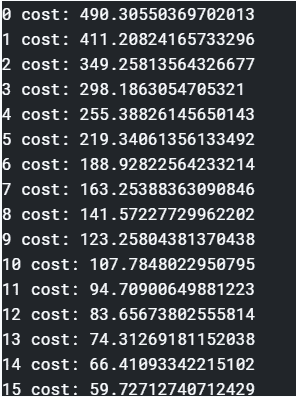 0 cost: 490.30550369702013
1 cost: 411.20824165733296
2 cost: 349.25813564326677
3 cost: 298.1863054705321
4 cost: 255.38826145650143
5 cost: 219.34061356133492
6 cost: 188.92822564233214
7 cost: 163.25388363090846
8 cost: 141.57227729962202
9 cost: 123.25804381370438
10 cost: 107.7848022950795
11 cost: 94.70900649881223
12 cost: 83.65673802555814
13 cost: 74.31269181152038
14 cost: 66.41093342215102
15 cost: 59.72712740712429